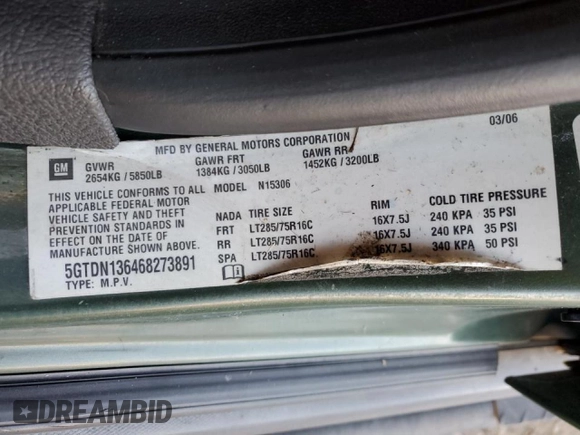 MFD BY GENERAL MOTORS CORPORATION 03/06
GM GVWR GAWR FRT GAWR RR
2654KG / 5850LB 1384KG / 3050LB 1452KG / 3200LB
THIS VEHICLE CONFORMS TO ALL
APPLICABLE FEDERAL MOTOR
VEHICLE SAFETY AND THEFT
PREVENTION STANDARDS IN
EFFECT ON THE DATE OF
MANUFACTURE SHOWN ABOVE.
MODEL N15306
NADA TIRE SIZE RIM COLD TIRE PRESSURE
FRT LT285/75R16C 16X7.5J 240 KPA 35 PSI
RR LT285/75R16C 16X7.5J 240 KPA 35 PSI
SPA LT285/75R16C 16X7.5J 340 KPA 50 PSI
5GTDN136468273891
TYPE: M.P.V.
DREAMBID